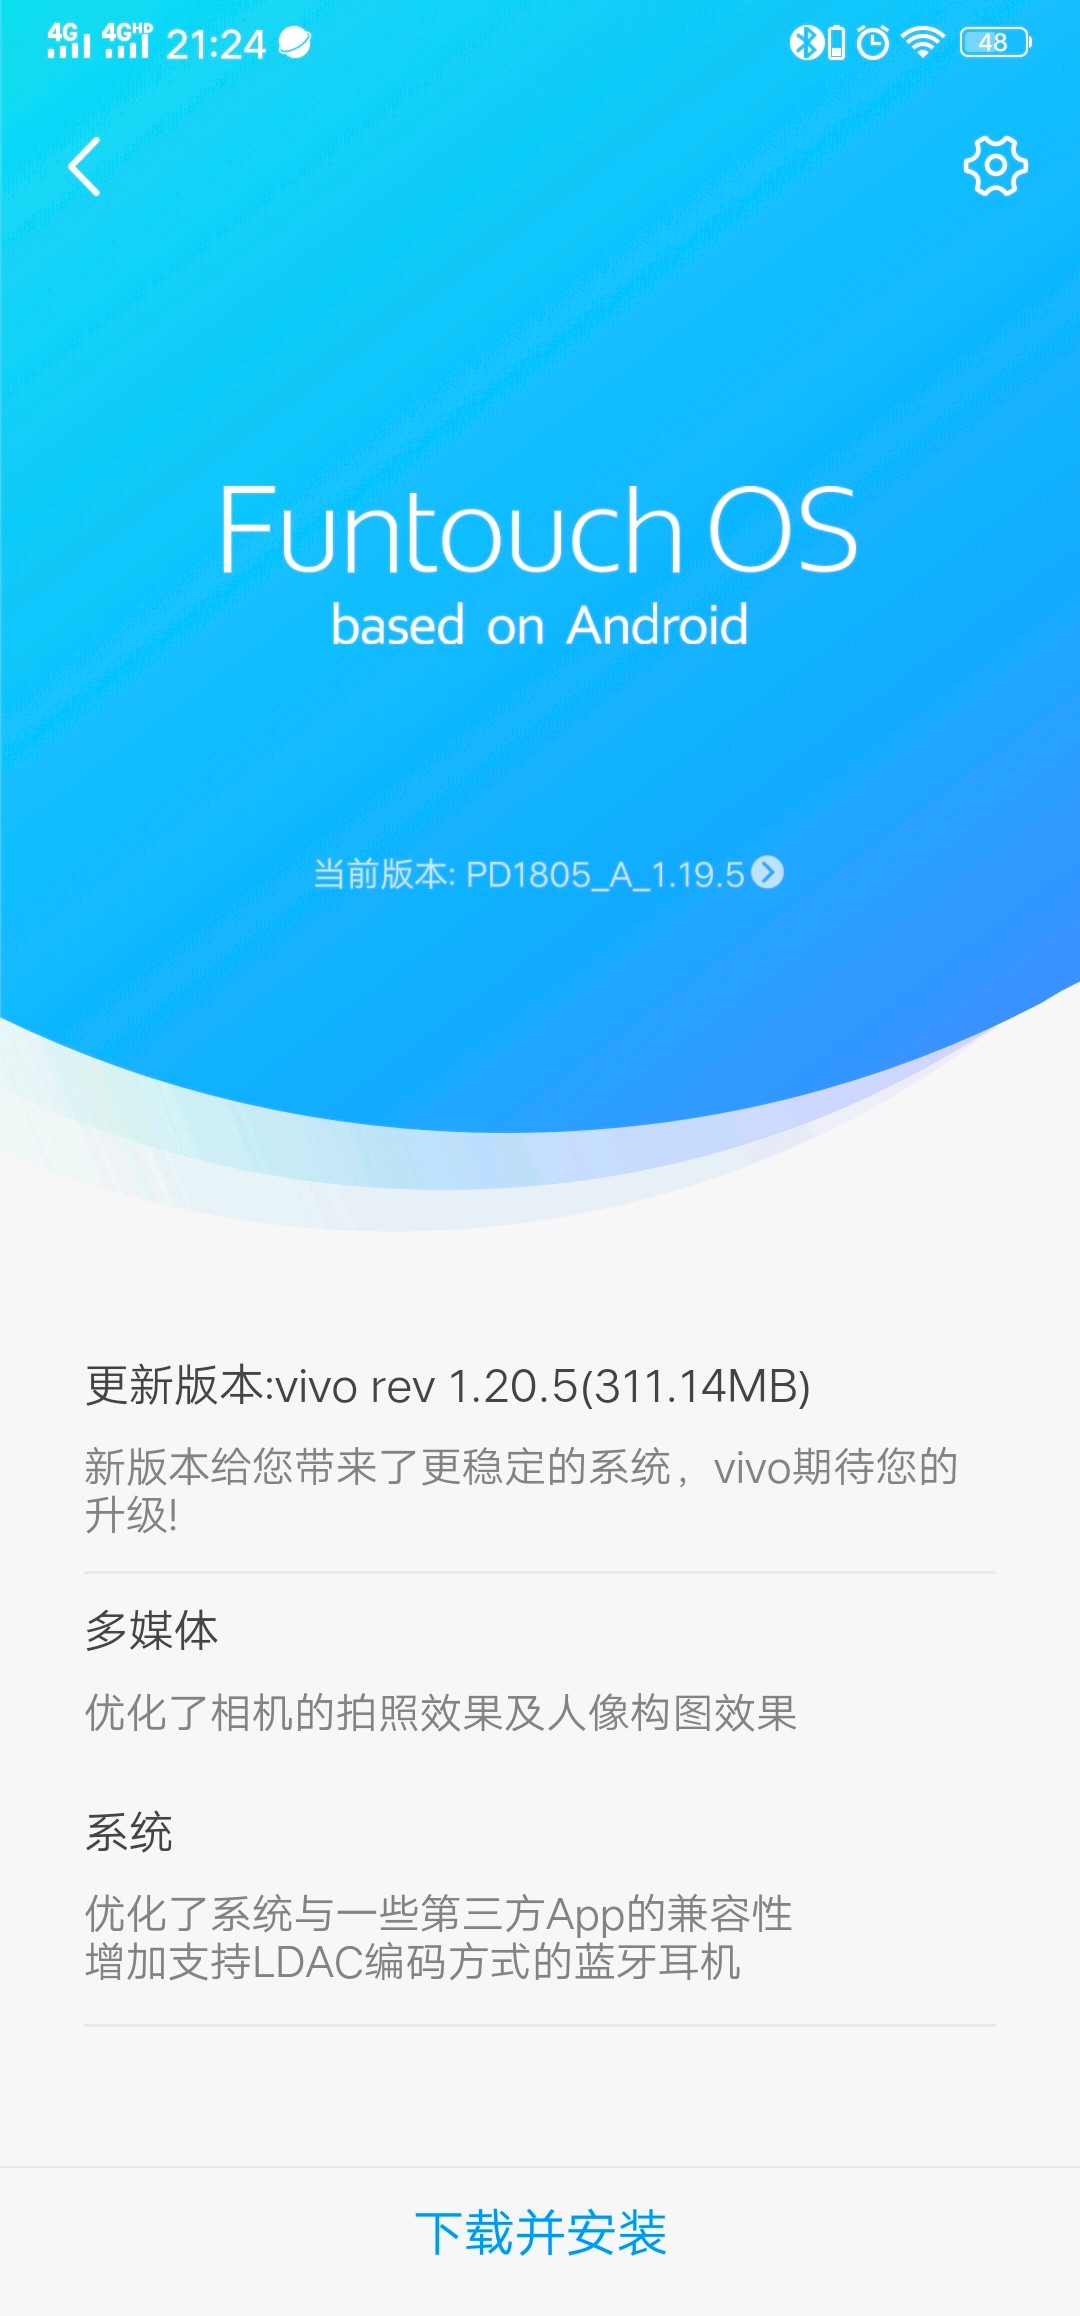 4G 4GHD 21:24 48
Funtouch OS
based on Android
当前版本: PD1805_A_1.19.5
更新版本:vivo rev 1.20.5(311.14MB)
新版本给您带来了更稳定的系统，vivo期待您的
升级!
多媒体
优化了相机的拍照效果及人像构图效果
系统
优化了系统与一些第三方App的兼容性
增加支持LDAC编码方式的蓝牙耳机
下载并安装